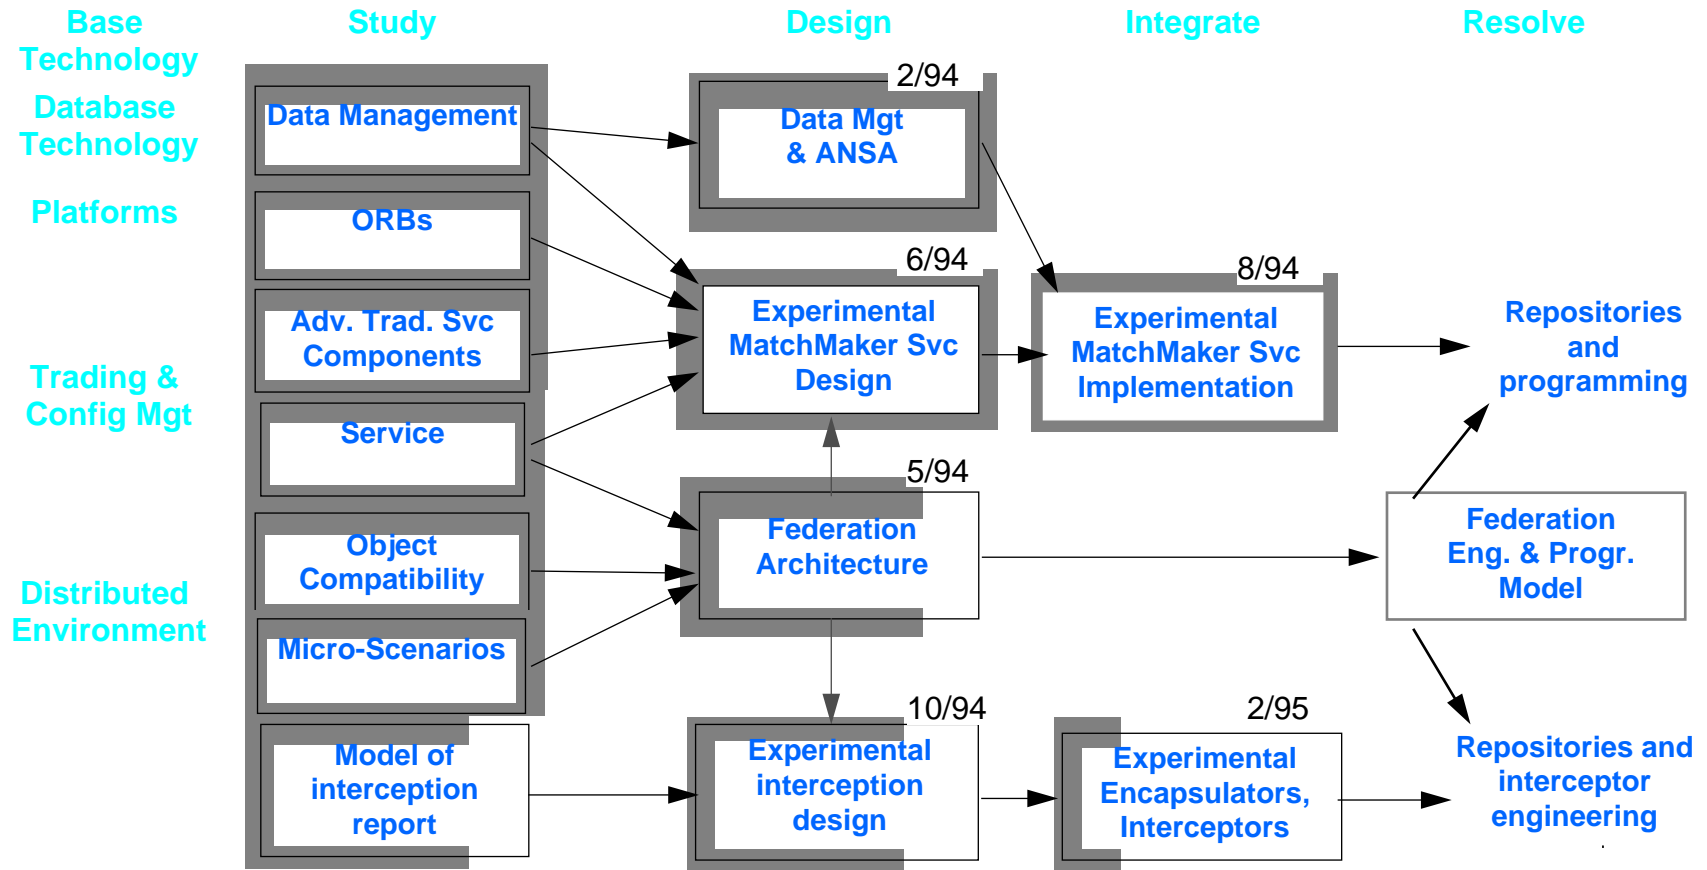 Base
Technology
Study
Design
Integrate
Resolve
Database
Technology
Platforms
Trading &
Config Mgt
Distributed
Environment
Data Management
ORBs
Adv. Trad. Svc
Components
Service
Object
Compatibility
Micro-Scenarios
Model of
interception
report
2/94
Data Mgt
& ANSA
6/94
Experimental
MatchMaker Svc
Design
5/94
Federation
Architecture
10/94
Experimental
interception
design
8/94
Experimental
MatchMaker Svc
Implementation
2/95
Experimental
Encapsulators,
Interceptors
Repositories
and
programming
Federation
Eng. & Progr.
Model
Repositories and
interceptor
engineering